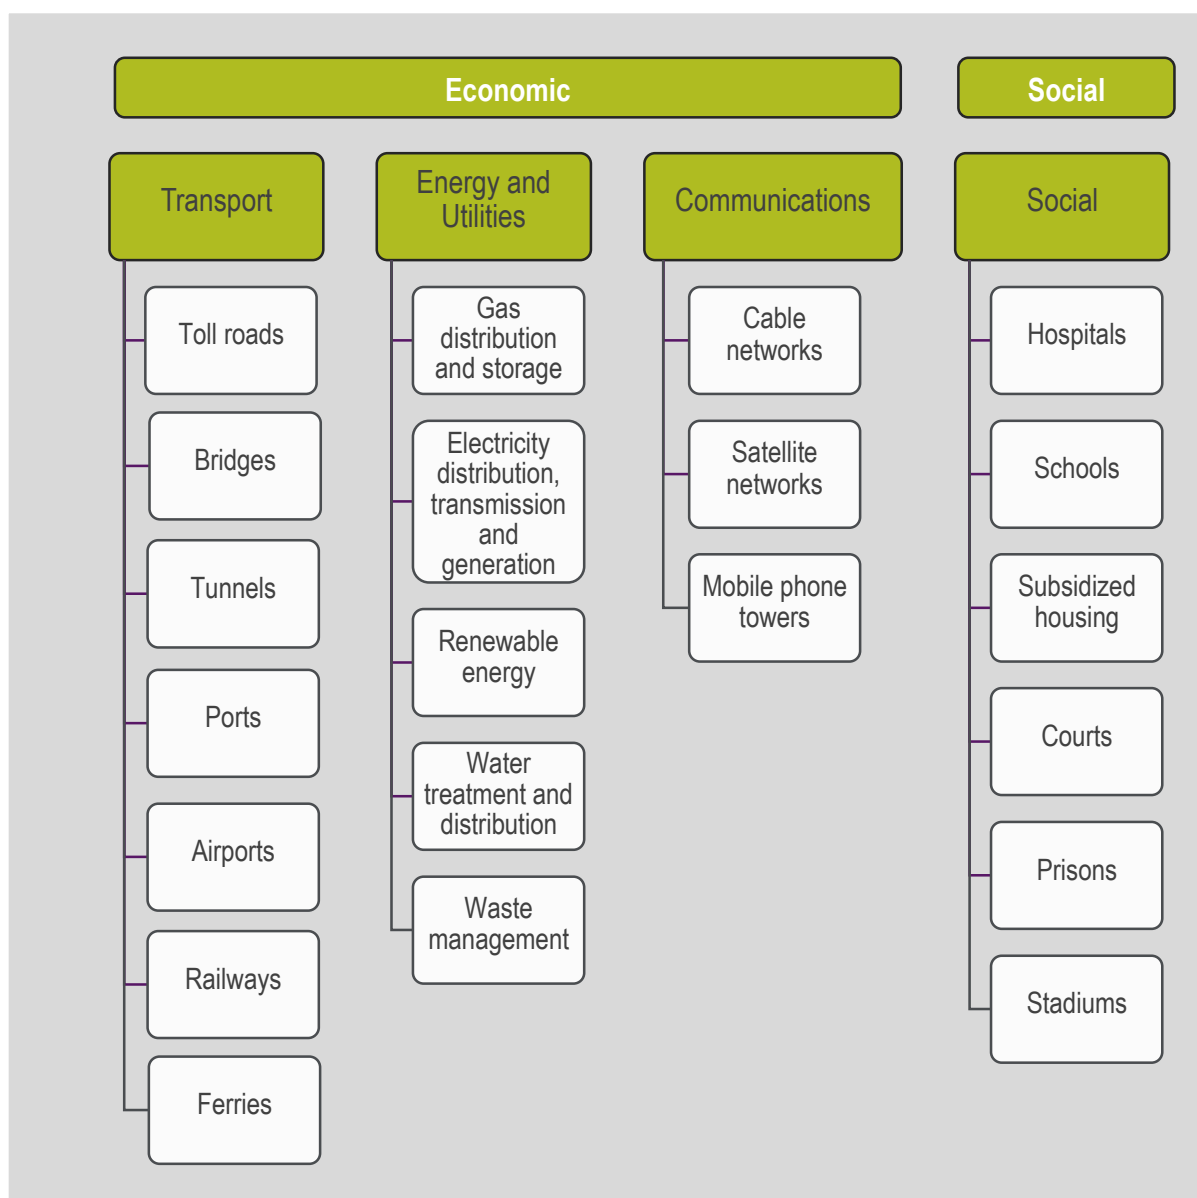 Economic
Social
Transport
Energy and
Utilities
Communications
Social
Toll roads
Bridges
Tunnels
Ports
Airports
Railways
Ferries
Gas
distribution
and storage
Electricity
distribution,
transmission
and
generation
Renewable
energy
Water
treatment and
distribution
Waste
management
Cable
networks
Satellite
networks
Mobile phone
towers
Hospitals
Schools
Subsidized
housing
Courts
Prisons
Stadiums